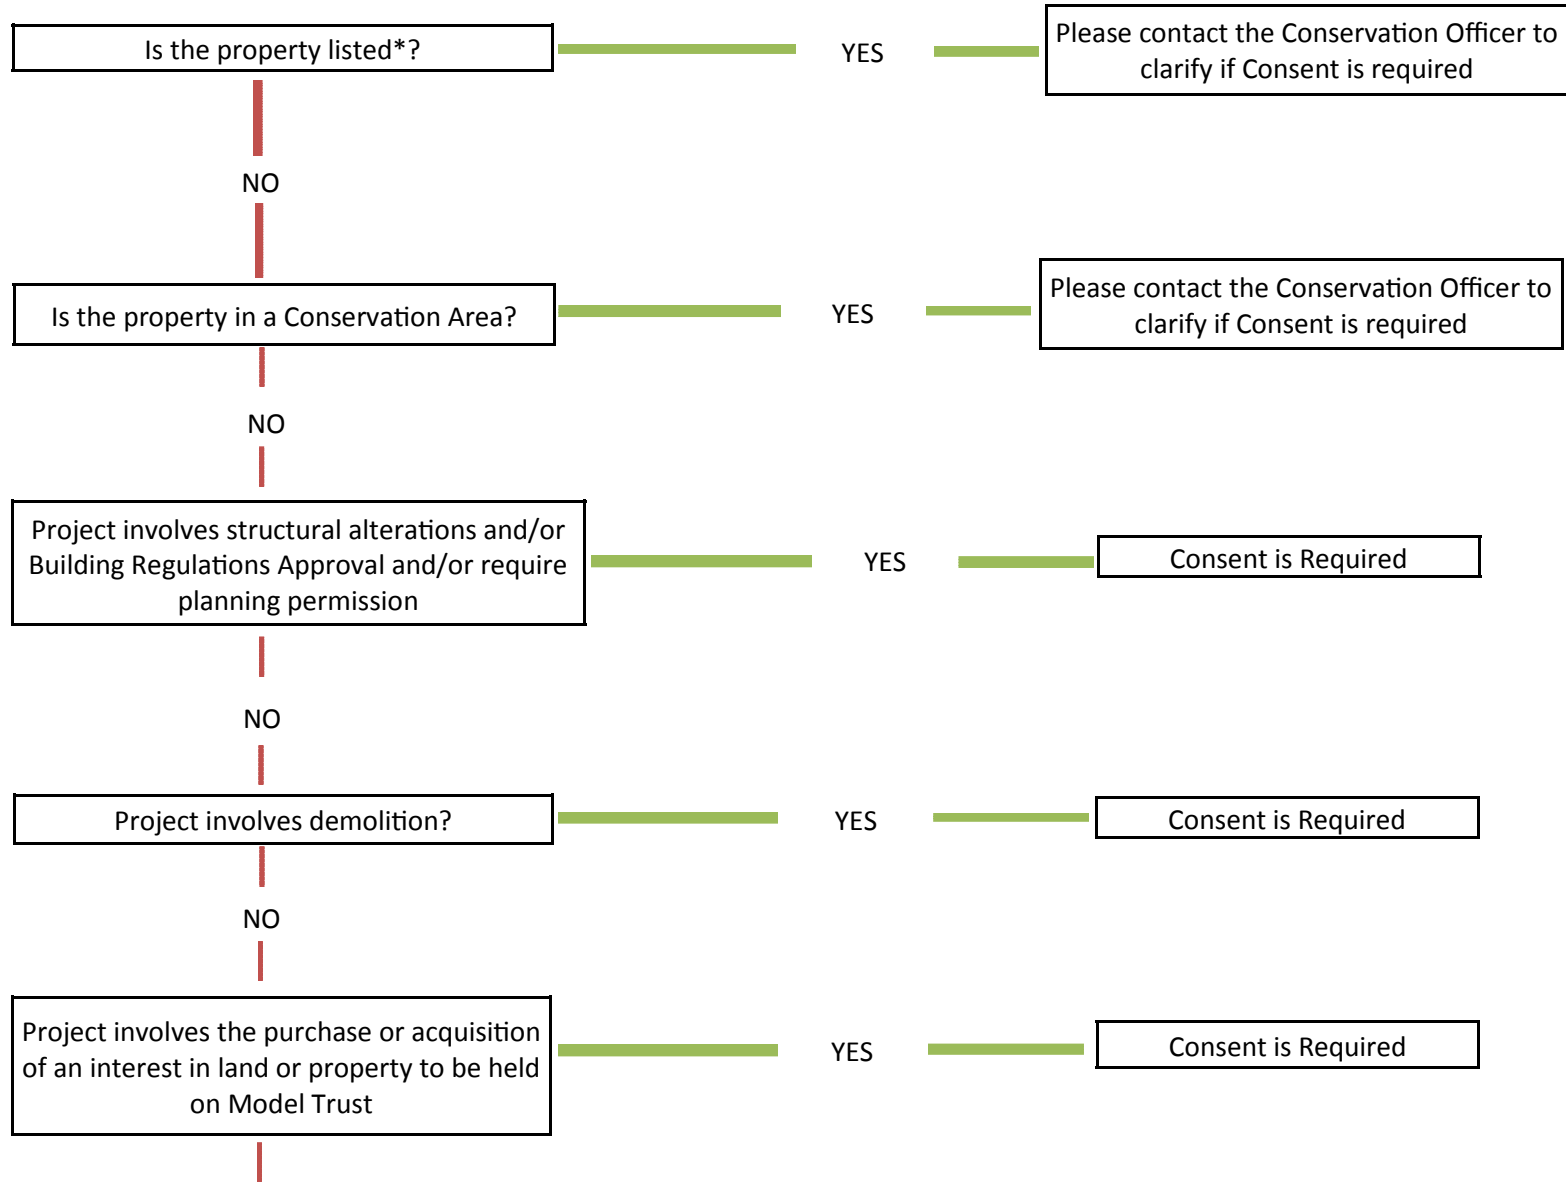 Is the property listed*?
YES
Please contact the Conservation Officer to
clarify if Consent is required
NO
Is the property in a Conservation Area?
YES
Please contact the Conservation Officer to
clarify if Consent is required
NO
Project involves structural alterations and/or
Building Regulations Approval and/or require
planning permission
YES
Consent is Required
NO
Project involves demolition?
YES
Consent is Required
NO
Project involves the purchase or acquisition
of an interest in land or property to be held
on Model Trust
YES
Consent is Required